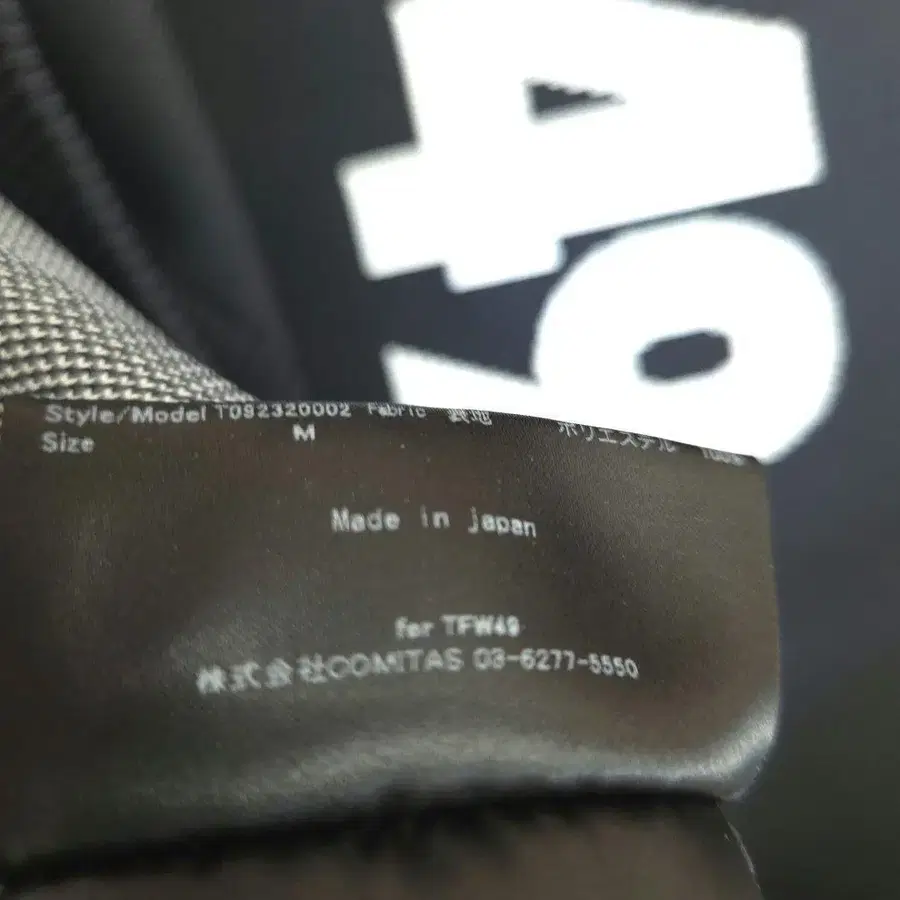 49
Style/Model T092320002 Fabric 表地 ポリエステル 100%
Size M
Made in japan
for TFW49
株式会社COMITAS 03-6277-5550